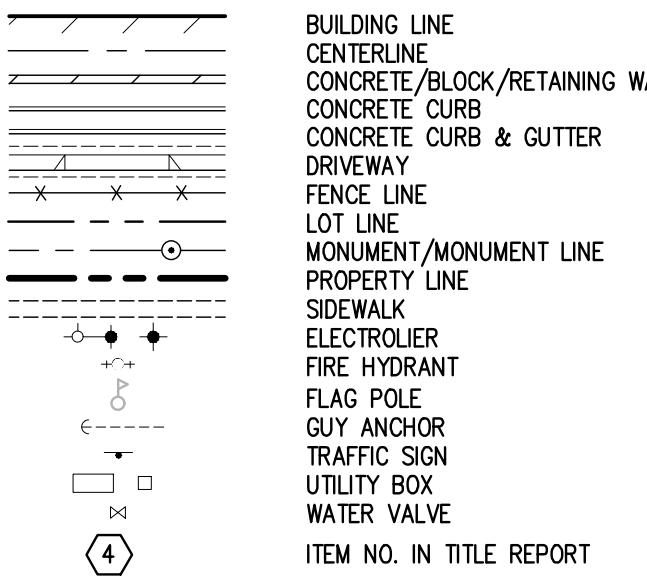 BUILDING LINE
CENTERLINE
CONCRETE/BLOCK/RETAINING
CONCRETE CURB
CONCRETE CURB & GUTTER
DRIVEWAY
FENCE LINE
LOT LINE
MONUMENT/MONUMENT LINE
PROPERTY LINE
SIDEWALK
ELECTROLIER
FIRE HYDRANT
FLAG POLE
GUY ANCHOR
TRAFFIC SIGN
UTILITY BOX
WATER VALVE
4 ITEM NO. IN TITLE REPORT